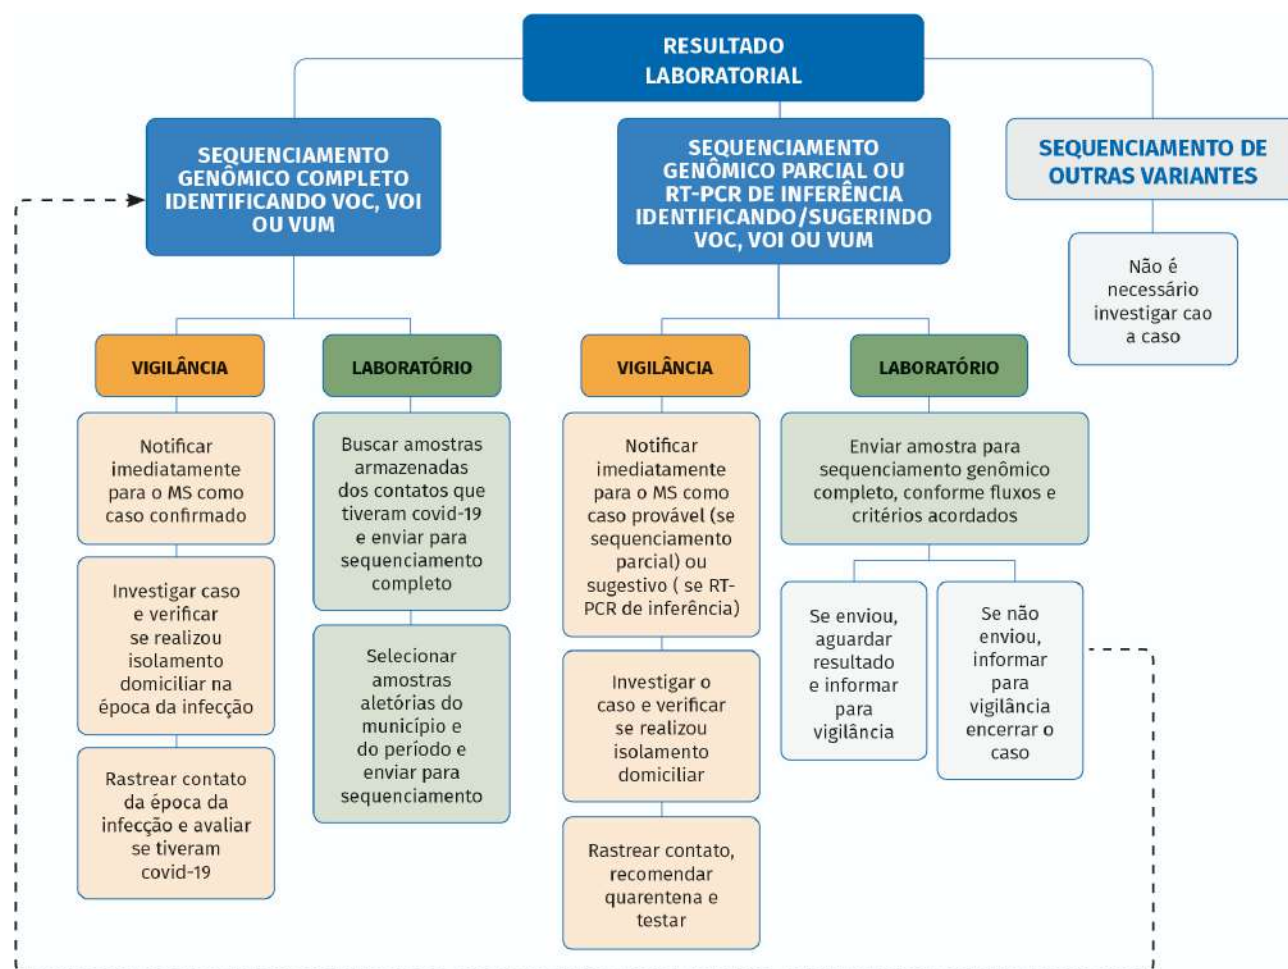 RESULTADO
LABORATORIAL
SEQUENCIAMENTO
GENÔMICO COMPLETO
IDENTIFICANDO VOC, VOI
OU VUM
SEQUENCIAMENTO
GENÔMICO PARCIAL OU
RT-PCR DE INFERÊNCIA
IDENTIFICANDO/SUGERINDO
VOC, VOI OU VUM
SEQUENCIAMENTO DE
OUTRAS VARIANTES
Não é
necessário
investigar cao
a caso
VIGILÂNCIA
Notificar
imediatamente
para o MS como
caso confirmado
Investigar caso
e verificar
se realizou
isolamento
domiciliar na
época da infecção
Rastrear contato
da época da
infecção e avaliar
se tiveram
covid-19
LABORATÓRIO
Buscar amostras
armazenadas
dos contatos que
tiveram covid-19
e enviar para
sequenciamento
completo
Selecionar
amostras
aletórias do
município e
do período e
enviar para
sequenciamento
VIGILÂNCIA
Notificar
imediatamente
para o MS como
caso provável (se
sequenciamento
parcial) ou
sugestivo ( se RT-
PCR de inferência)
Investigar o
caso e verificar
se realizou
isolamento
domiciliar
Rastrear contato,
recomendar
quarentena e
testar
LABORATÓRIO
Enviar amostra para
sequenciamento genômico
completo, conforme fluxos e
critérios acordados
Se enviou,
aguardar
resultado
e informar
para
vigilância
Se não
enviou,
informar
para
vigilância
encerrar o
caso